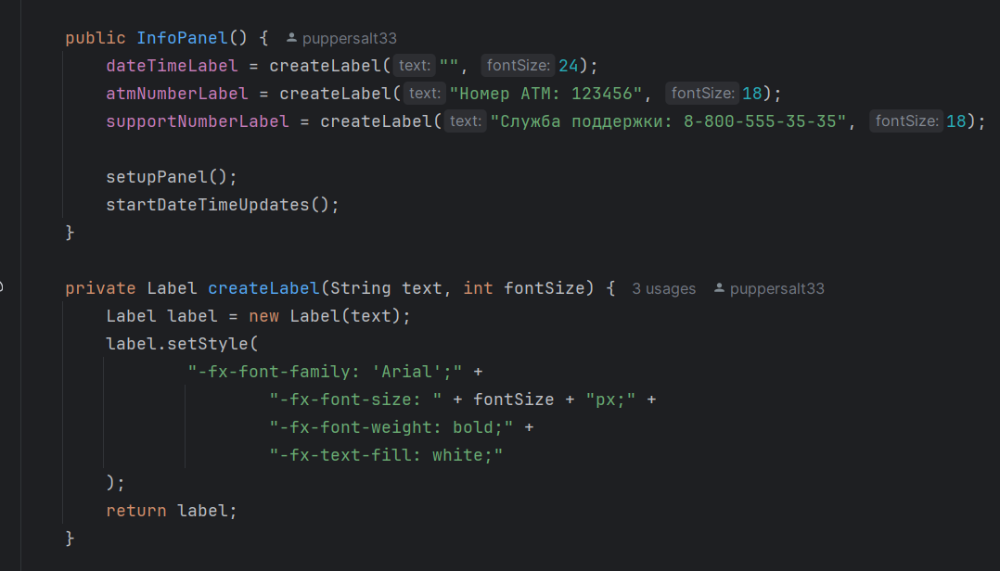 public InfoPanel() { puppersalt33
dateTimeLabel = createLabel( text: "", fontSize: 24);
atmNumberLabel = createLabel( text: "Номер ATM: 123456", fontSize: 18);
supportNumberLabel = createLabel( text: "Служба поддержки: 8-800-555-35-35", fontSize: 18);
setupPanel();
startDateTimeUpdates();
}
private Label createLabel(String text, int fontSize) { 3 usages puppersalt33
Label label = new Label(text);
label.setStyle(
"-fx-font-family: 'Arial';" +
"-fx-font-size: " + fontSize + "px;" +
"-fx-font-weight: bold;" +
"-fx-text-fill: white;"
);
return label;
}